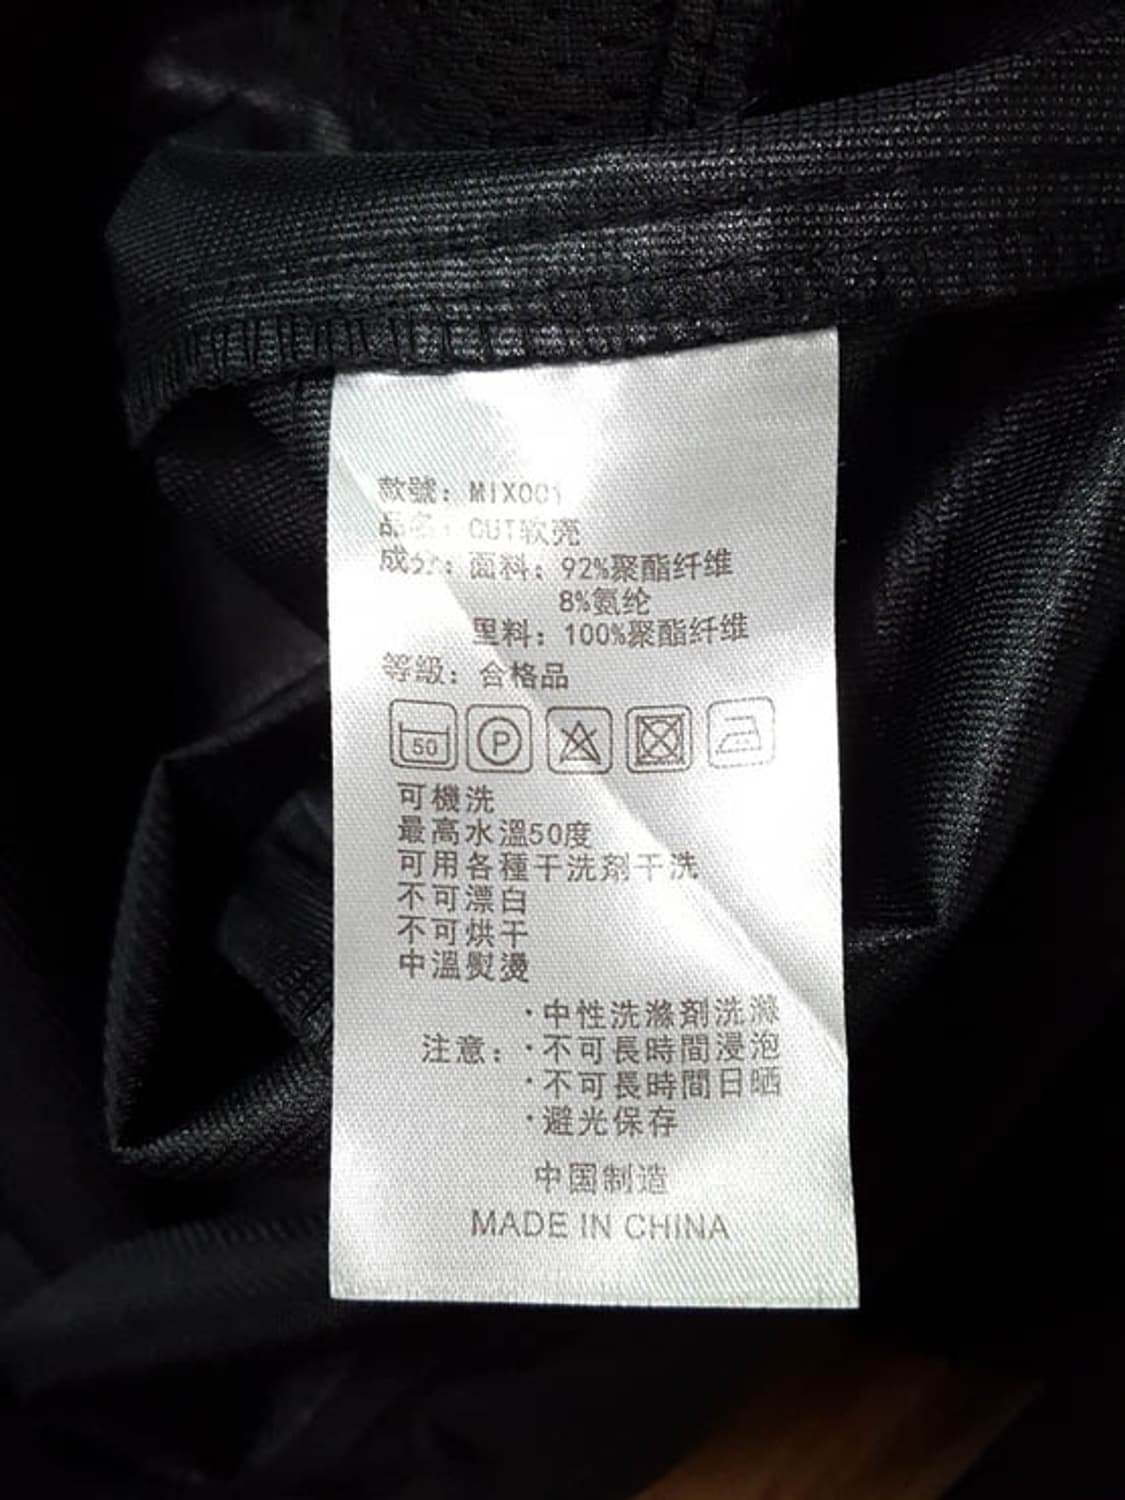 款號：MIX001
品名：CUT软壳
成分：面料：92%聚酯纤维
8%氨纶
里料：100%聚酯纤维
等級：合格品
50 P
可機洗
最高水溫50度
可用各種干洗劑干洗
不可漂白
不可烘干
中溫熨燙
·中性洗滌劑洗滌
注意：·不可長時間浸泡
·不可長時間日晒
·避光保存
中国制造
MADE IN CHINA